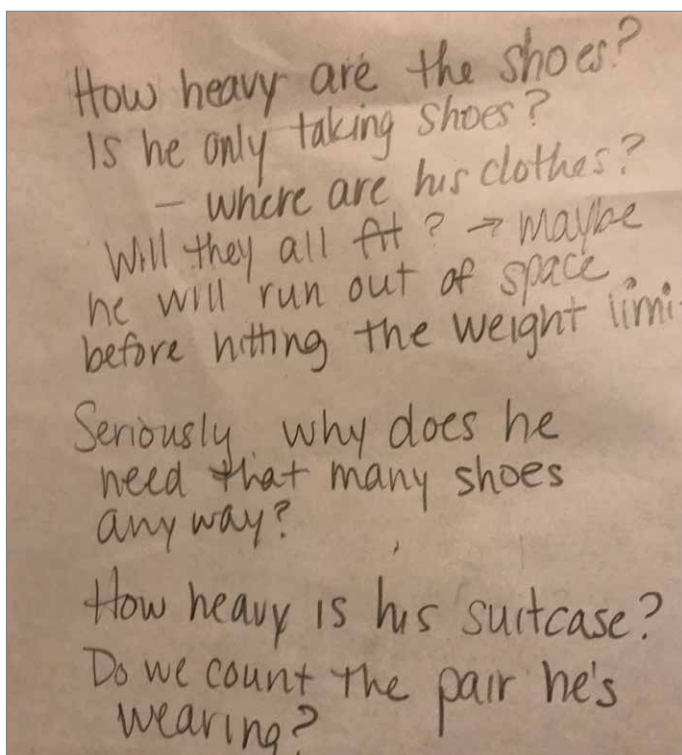 How heavy are the shoes?
Is he only taking shoes?
- where are his clothes?
Will they all fit? → maybe
he will run out of space
before hitting the weight limi
Seriously why does he
need that many shoes
anyway?
How heavy is his suitcase?
Do we count the pair he's
wearing?